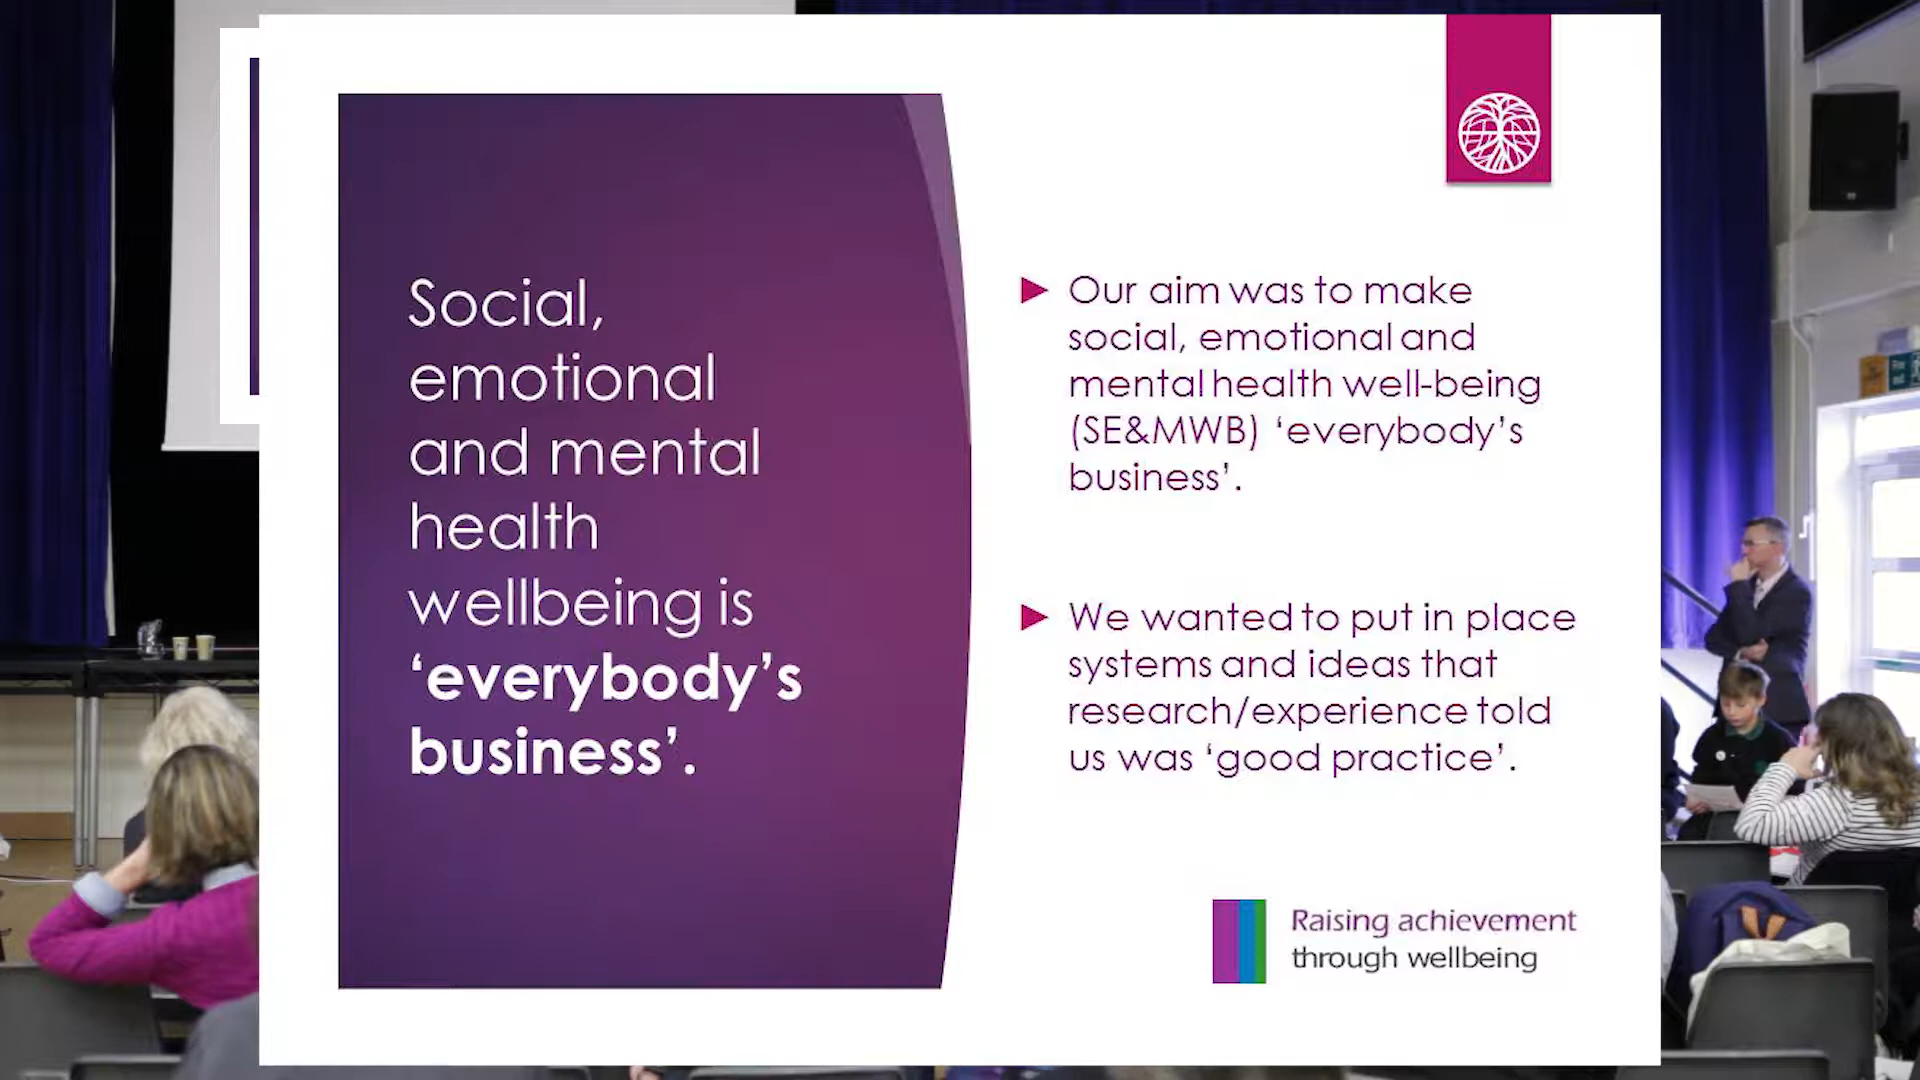 Social,
emotional
and mental
health
wellbeing is
‘everybody’s
business’.
Our aim was to make
social, emotional and
mental health well-being
(SE&MWB) ‘everybody’s
business’.
We wanted to put in place
systems and ideas that
research/experience told
us was ‘good practice’.
Raising achievement
through wellbeing